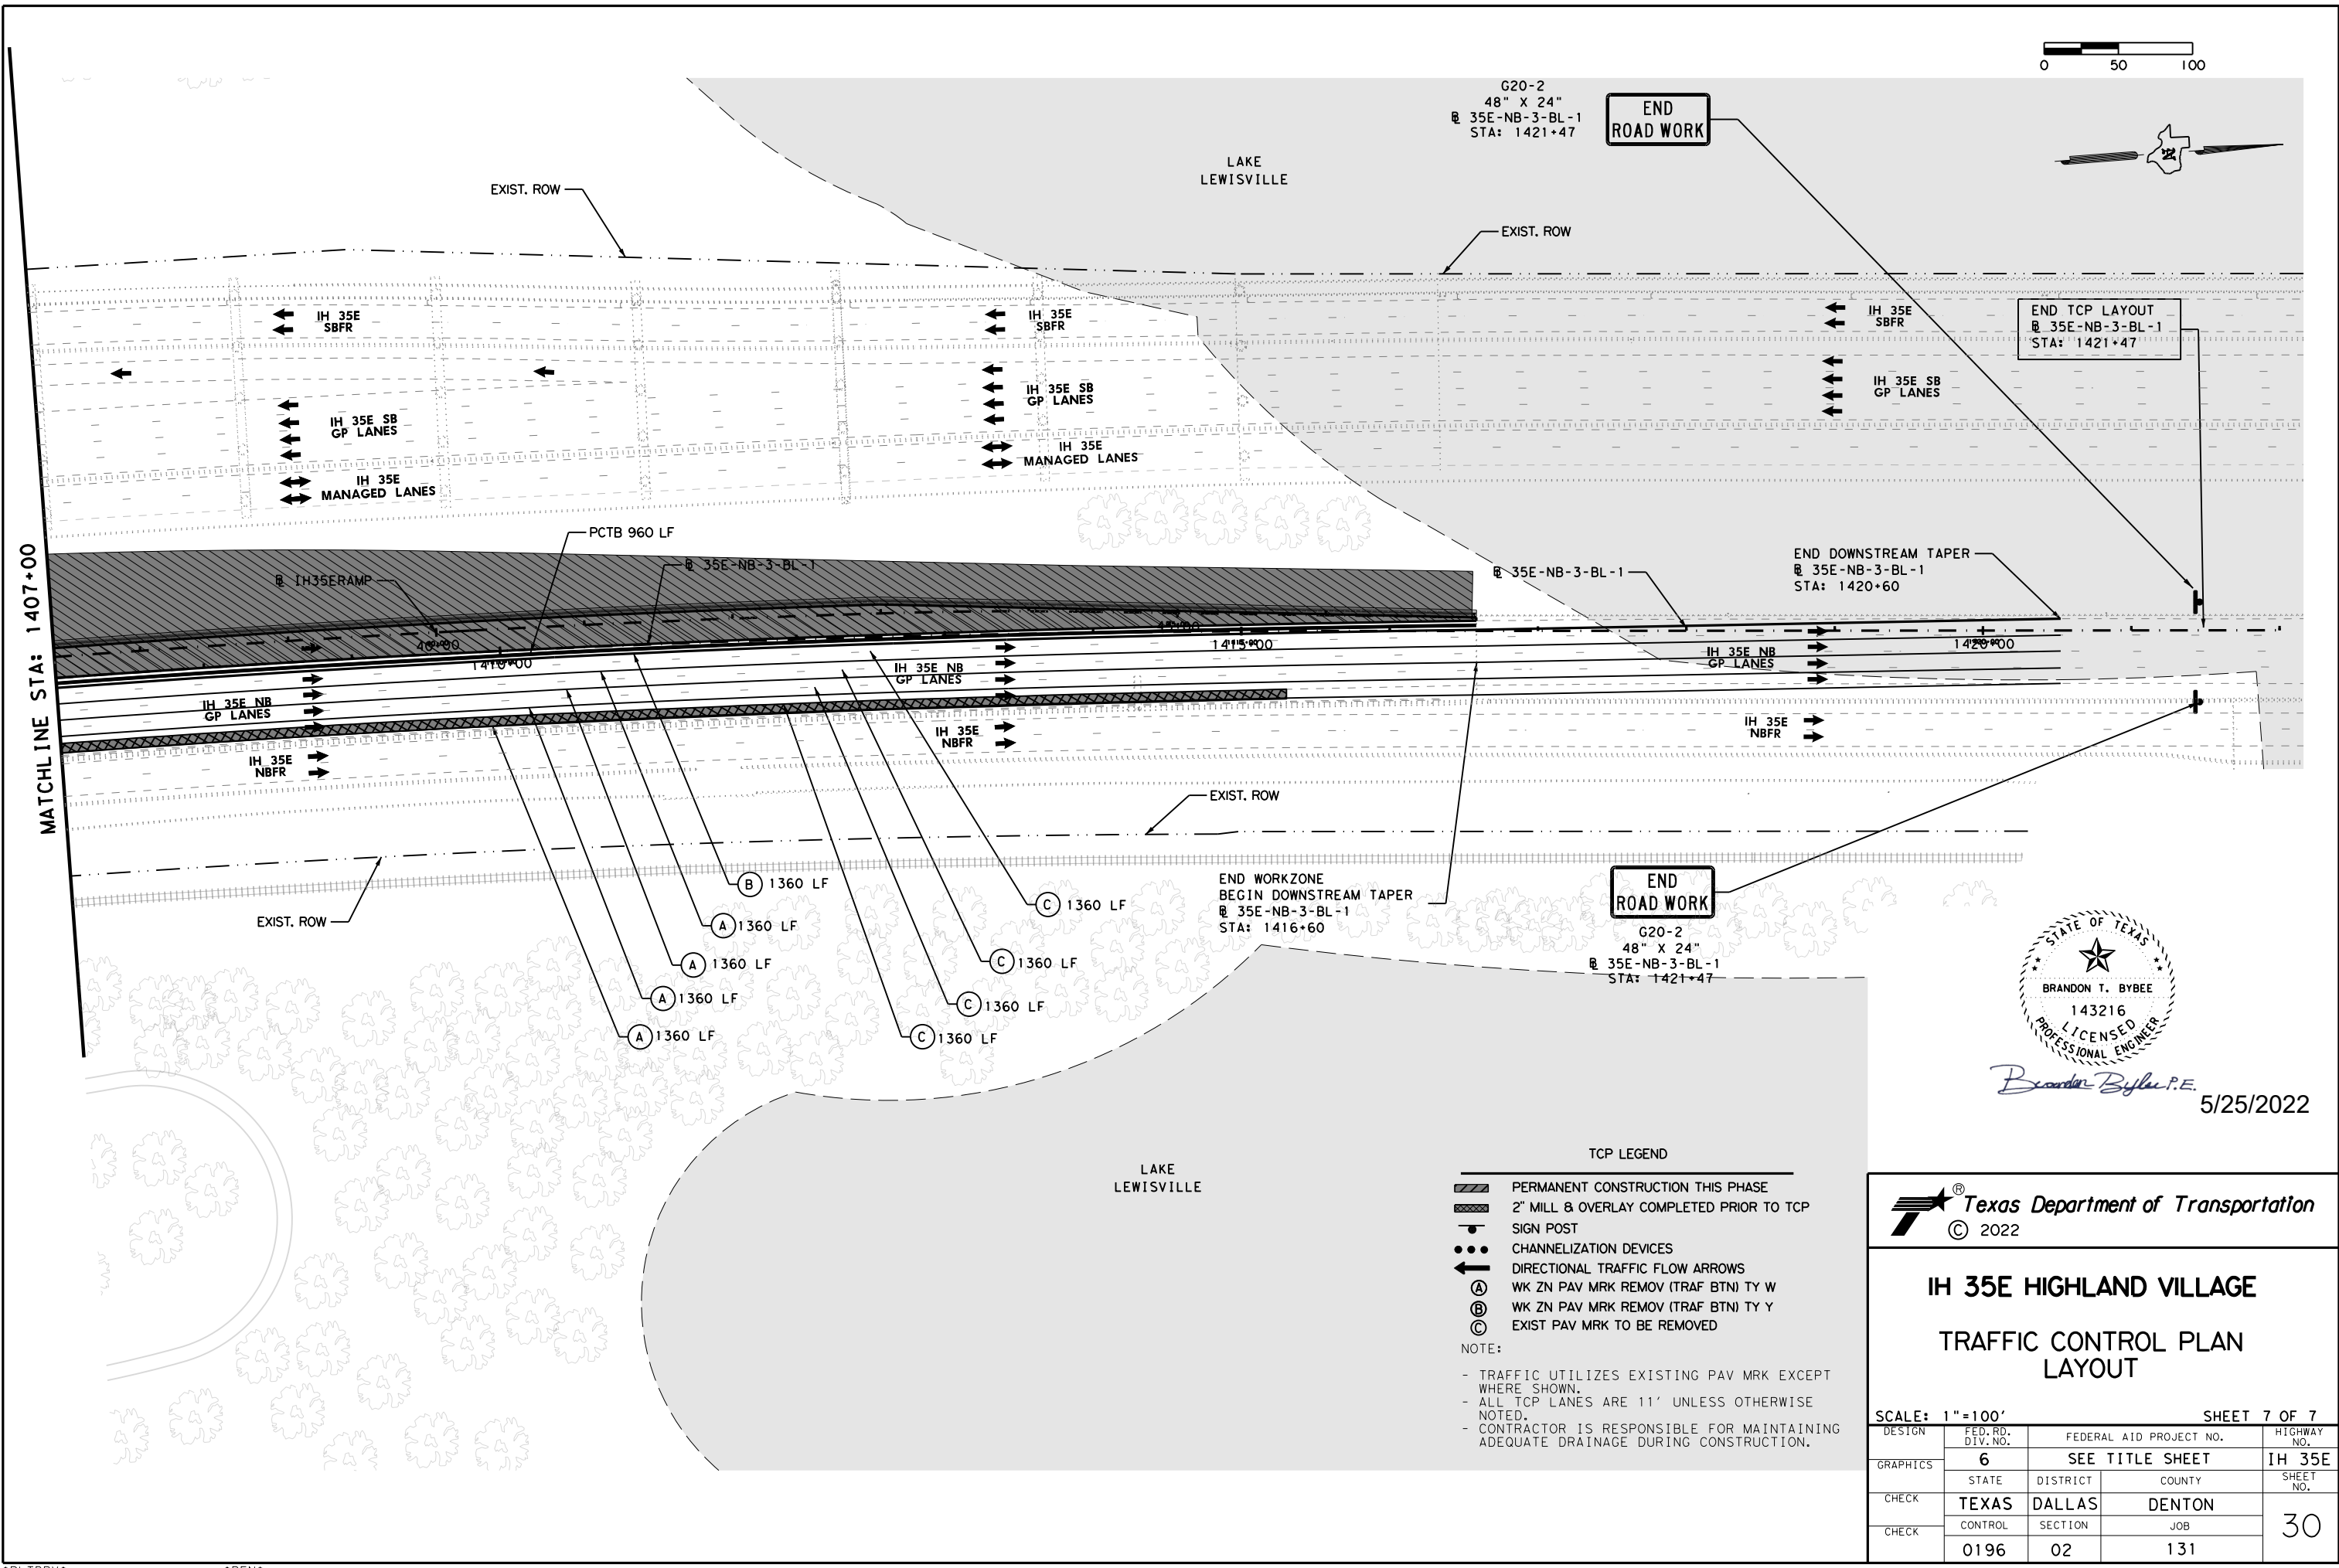 0 50 100
G20-2
48" X 24"
℄ 35E-NB-3-BL-1
STA: 1421+47
END
ROAD WORK
LAKE
LEWISVILLE
EXIST. ROW
EXIST. ROW
IH 35E
SBFR
IH 35E
SBFR
IH 35E
SBFR
END TCP LAYOUT
℄ 35E-NB-3-BL-1
STA: 1421+47
IH 35E SB
GP LANES
IH 35E SB
GP LANES
IH 35E SB
GP LANES
IH 35E
MANAGED LANES
IH 35E
MANAGED LANES
MATCHLINE STA: 1407+00
PCTB 960 LF
℄ IH35ERAMP
℄ 35E-NB-3-BL-1
℄ 35E-NB-3-BL-1
END DOWNSTREAM TAPER
℄ 35E-NB-3-BL-1
STA: 1420+60
1410+00
1415+00
1420+00
IH 35E NB
GP LANES
IH 35E NB
GP LANES
IH 35E NB
GP LANES
IH 35E
NBFR
IH 35E
NBFR
IH 35E
NBFR
EXIST. ROW
EXIST. ROW
B 1360 LF
A 1360 LF
A 1360 LF
A 1360 LF
A 1360 LF
C 1360 LF
C 1360 LF
C 1360 LF
C 1360 LF
END WORKZONE
BEGIN DOWNSTREAM TAPER
℄ 35E-NB-3-BL-1
STA: 1416+60
END
ROAD WORK
G20-2
48" X 24"
℄ 35E-NB-3-BL-1
STA: 1421+47
STATE OF TEXAS
BRANDON T. BYBEE
143216
LICENSED
PROFESSIONAL ENGINEER
Brandon Bybee P.E.
5/25/2022
LAKE
LEWISVILLE
TCP LEGEND
PERMANENT CONSTRUCTION THIS PHASE
2" MILL & OVERLAY COMPLETED PRIOR TO TCP
SIGN POST
CHANNELIZATION DEVICES
DIRECTIONAL TRAFFIC FLOW ARROWS
A WK ZN PAV MRK REMOV (TRAF BTN) TY W
B WK ZN PAV MRK REMOV (TRAF BTN) TY Y
C EXIST PAV MRK TO BE REMOVED
NOTE:
- TRAFFIC UTILIZES EXISTING PAV MRK EXCEPT
WHERE SHOWN.
- ALL TCP LANES ARE 11' UNLESS OTHERWISE
NOTED.
- CONTRACTOR IS RESPONSIBLE FOR MAINTAINING
ADEQUATE DRAINAGE DURING CONSTRUCTION.
® Texas Department of Transportation
© 2022
IH 35E HIGHLAND VILLAGE
TRAFFIC CONTROL PLAN
LAYOUT
SCALE: 1"=100' SHEET 7 OF 7
DESIGN
GRAPHICS
CHECK
CHECK
FED.RD.
DIV.NO.
FEDERAL AID PROJECT NO.
HIGHWAY
NO.
6 SEE TITLE SHEET IH 35E
STATE DISTRICT COUNTY
SHEET
NO.
TEXAS DALLAS DENTON
30
CONTROL SECTION JOB
0196 02 131